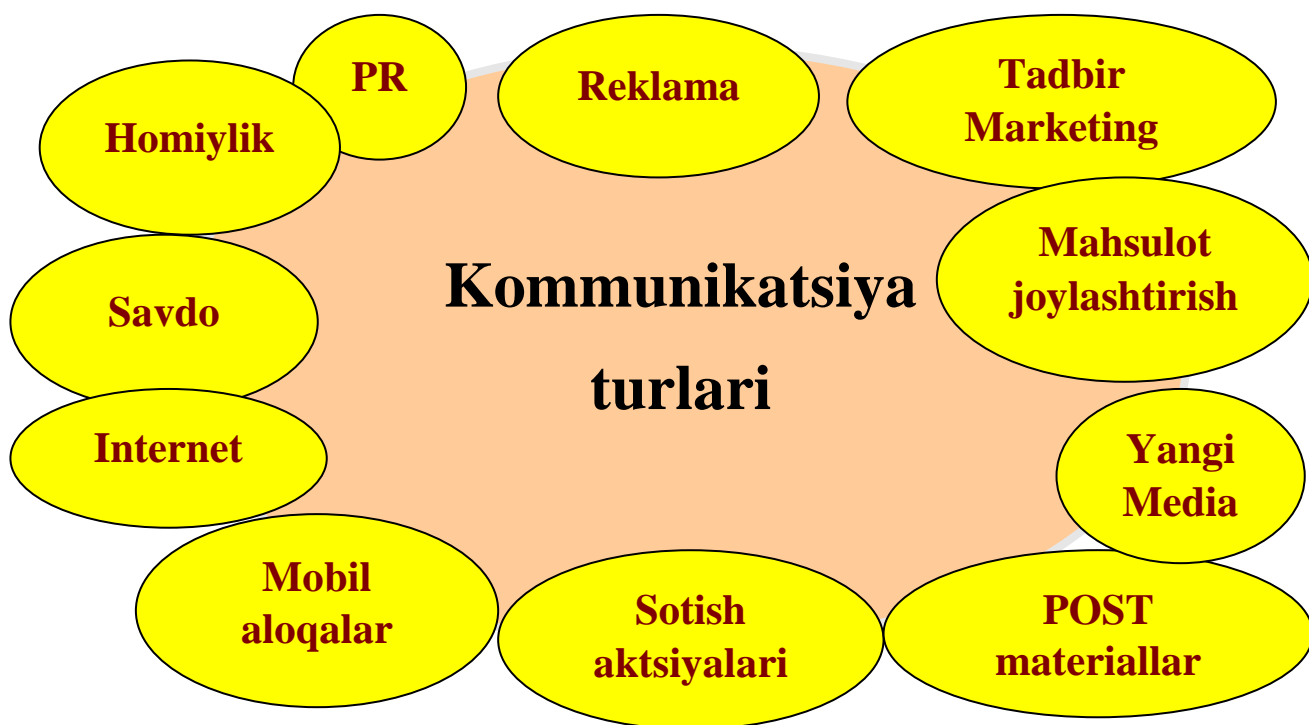 PR
Reklama
Tadbir
Marketing
Homiylik
Mahsulot
joylashtirish
Kommunikatsiya
turlari
Savdo
Internet
Yangi
Media
Mobil
aloqalar
Sotish
aktsiyalari
POST
materiallar